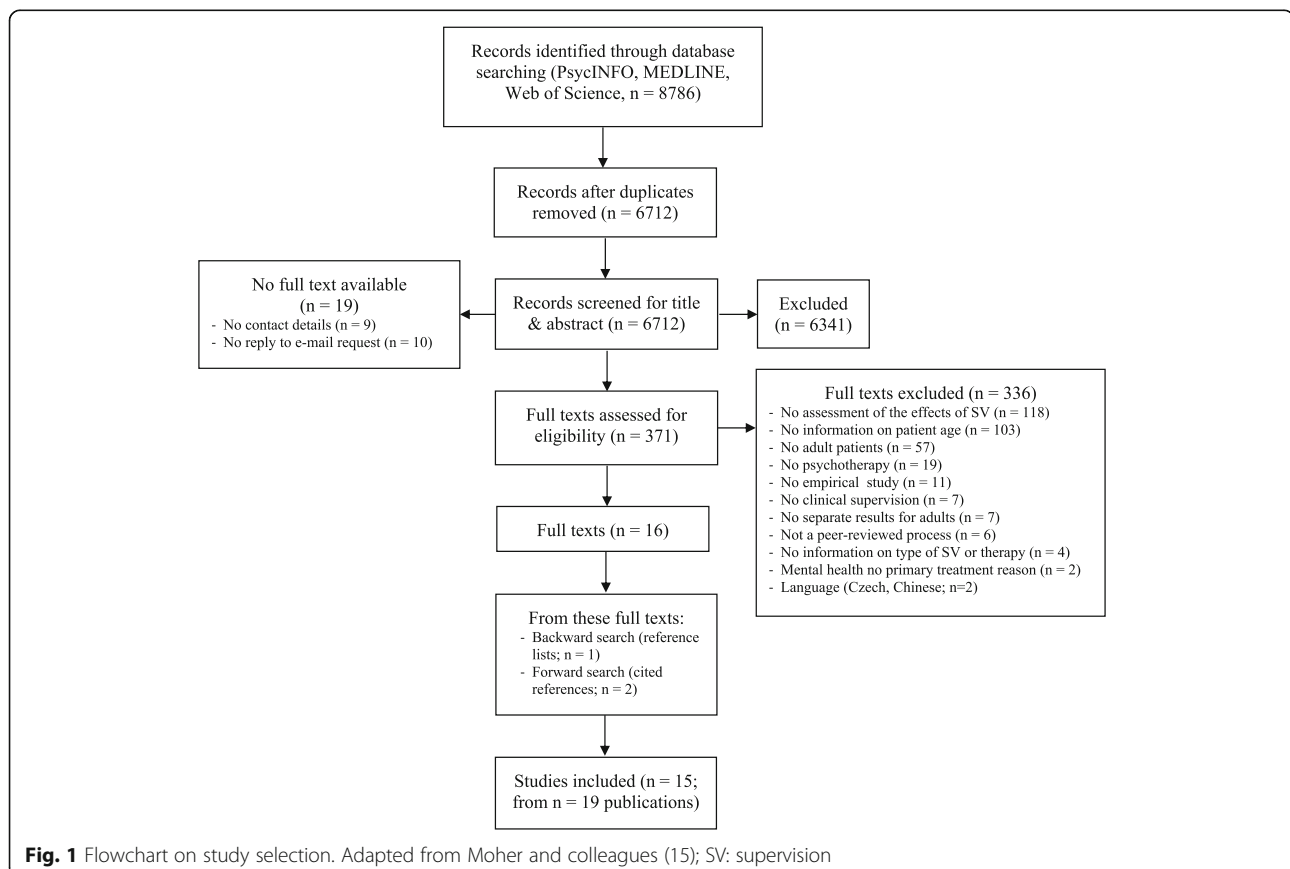 Records identified through database
searching (PsycINFO, MEDLINE,
Web of Science, n = 8786)
Records after duplicates
removed (n = 6712)
No full text available
(n = 19)
- No contact details (n = 9)
- No reply to e-mail request (n = 10)
Records screened for title
& abstract (n = 6712)
Excluded
(n = 6341)
Full texts assessed for
eligibility (n = 371)
Full texts excluded (n = 336)
- No assessment of the effects of SV (n = 118)
- No information on patient age (n = 103)
- No adult patients (n = 57)
- No psychotherapy (n = 19)
- No empirical study (n = 11)
- No clinical supervision (n = 7)
- No separate results for adults (n = 7)
- Not a peer-reviewed process (n = 6)
- No information on type of SV or therapy (n = 4)
- Mental health no primary treatment reason (n = 2)
- Language (Czech, Chinese; n=2)
Full texts (n = 16)
From these full texts:
- Backward search (reference
lists; n = 1)
- Forward search (cited
references; n = 2)
Studies included (n = 15;
from n = 19 publications)
Fig. 1 Flowchart on study selection. Adapted from Moher and colleagues (15); SV: supervision